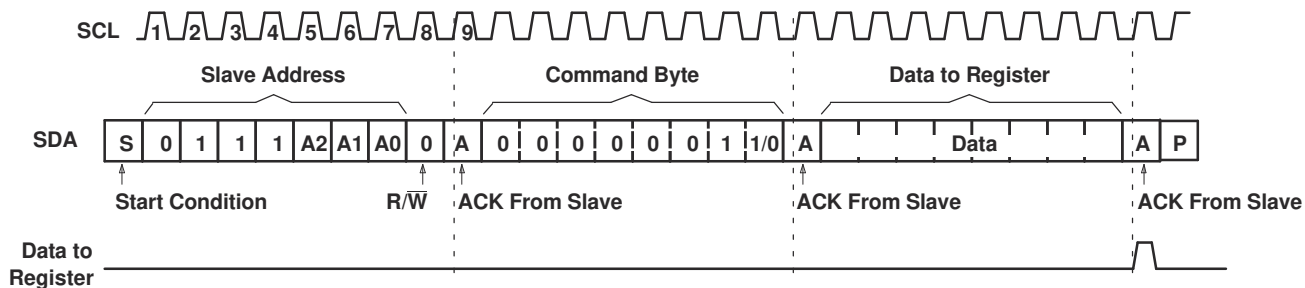 SCL 1 2 3 4 5 6 7 8 9
Slave Address Command Byte Data to Register
SDA S 0 1 1 1 A2 A1 A0 0 A 0 0 0 0 0 0 1 1/0 A Data A P
Start Condition R/W̅ ACK From Slave ACK From Slave ACK From Slave
Data to
Register